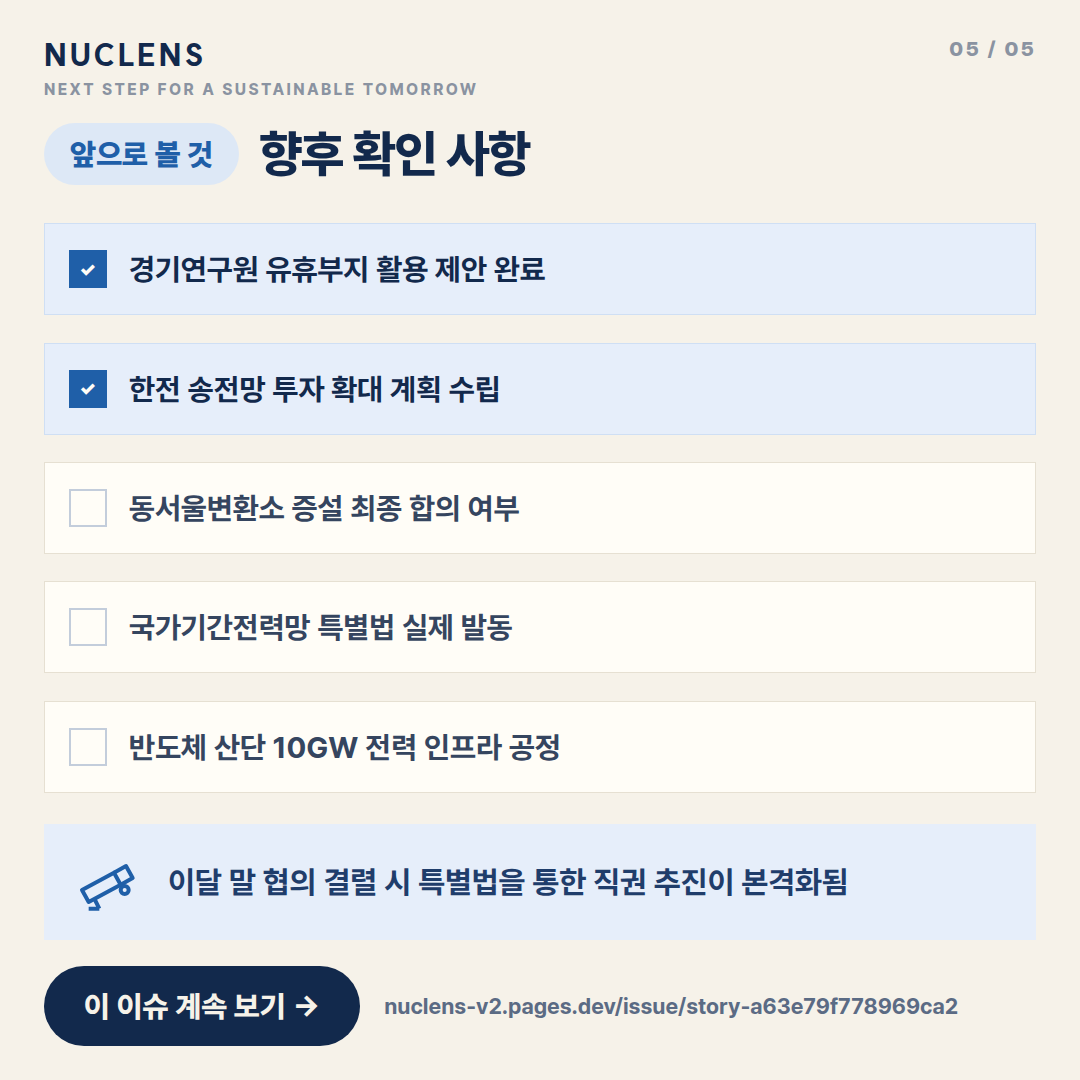 NUCLENS
05 / 05
NEXT STEP FOR A SUSTAINABLE TOMORROW
앞으로 볼 것
향후 확인 사항
경기연구원 유휴부지 활용 제안 완료
한전 송전망 투자 확대 계획 수립
동서울변환소 증설 최종 합의 여부
국가기간전력망 특별법 실제 발동
반도체 산단 10GW 전력 인프라 공정
이달 말 협의 결렬 시 특별법을 통한 직권 추진이 본격화됨
이 이슈 계속 보기 →
nuclens-v2.pages.dev/issue/story-a63e79f778969ca2